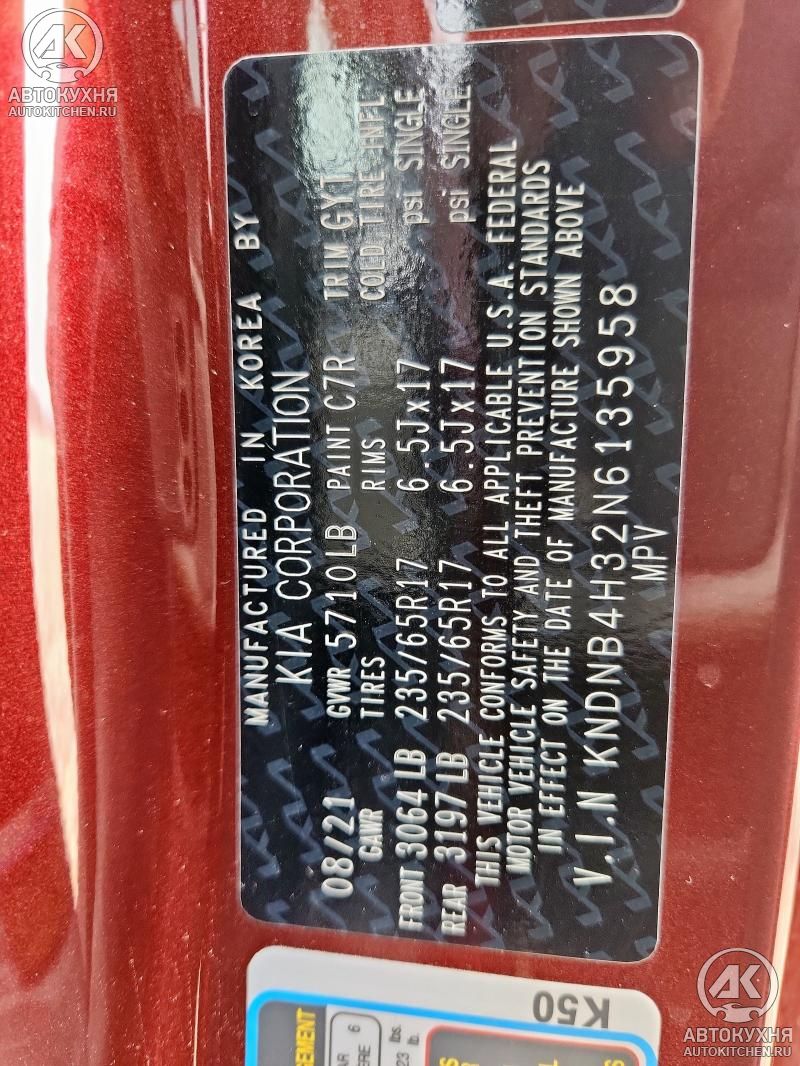 АВТОКУХНЯ
AUTOKITCHEN.RU
MANUFACTURED IN KOREA BY
KIA CORPORATION
08/21 GVWR 5710LB PAINT C7R TRIM GYT
GAWR TIRES RIMS COLD TIRE INFL
FRONT 3064LB 235/65R17 6.5Jx17 psi SINGLE
REAR 3197LB 235/65R17 6.5Jx17 psi SINGLE
THIS VEHICLE CONFORMS TO ALL APPLICABLE U.S.A. FEDERAL
MOTOR VEHICLE SAFETY AND THEFT PREVENTION STANDARDS
IN EFFECT ON THE DATE OF MANUFACTURE SHOWN ABOVE
V.I.N KNDNB4H32N6135958
MPV
K50
6
lbs.
lb.
АВТОКУХНЯ
AUTOKITCHEN.RU